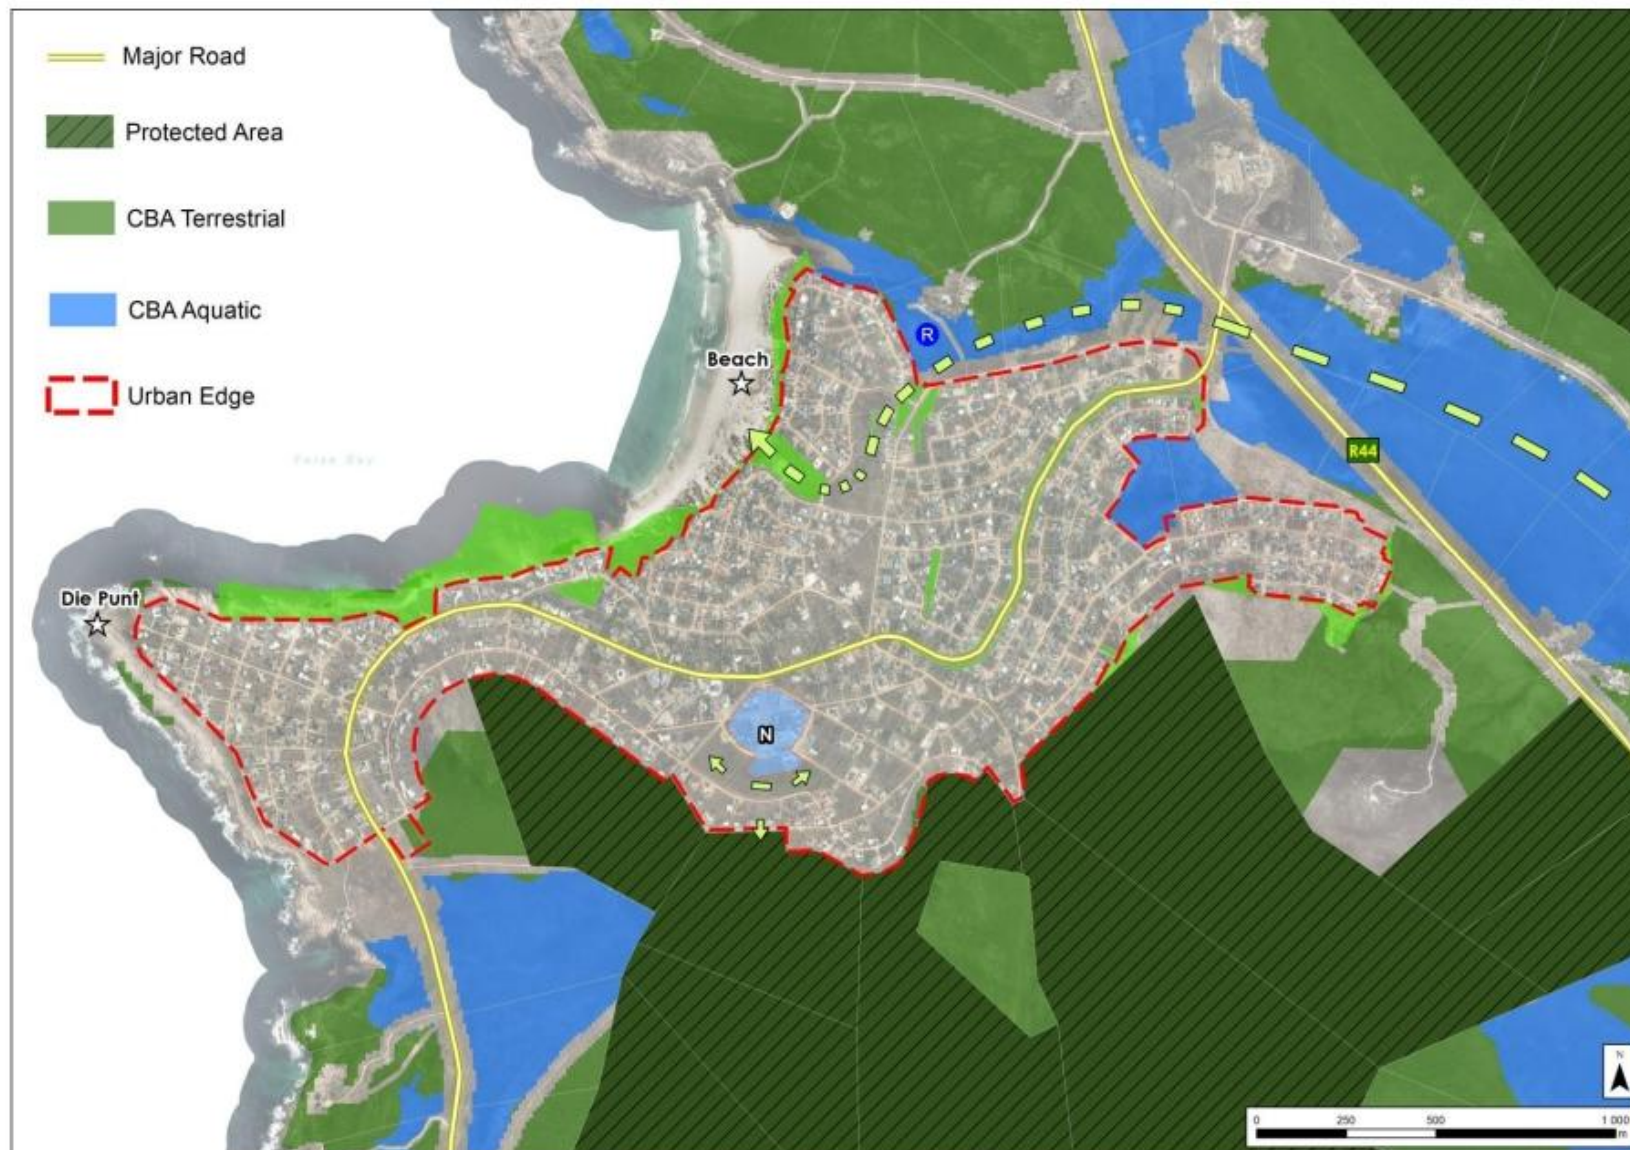 Major Road
Protected Area
CBA Terrestrial
CBA Aquatic
Urban Edge
R
Beach
R44
Die Punt
N
N
0 250 500 1 000
m